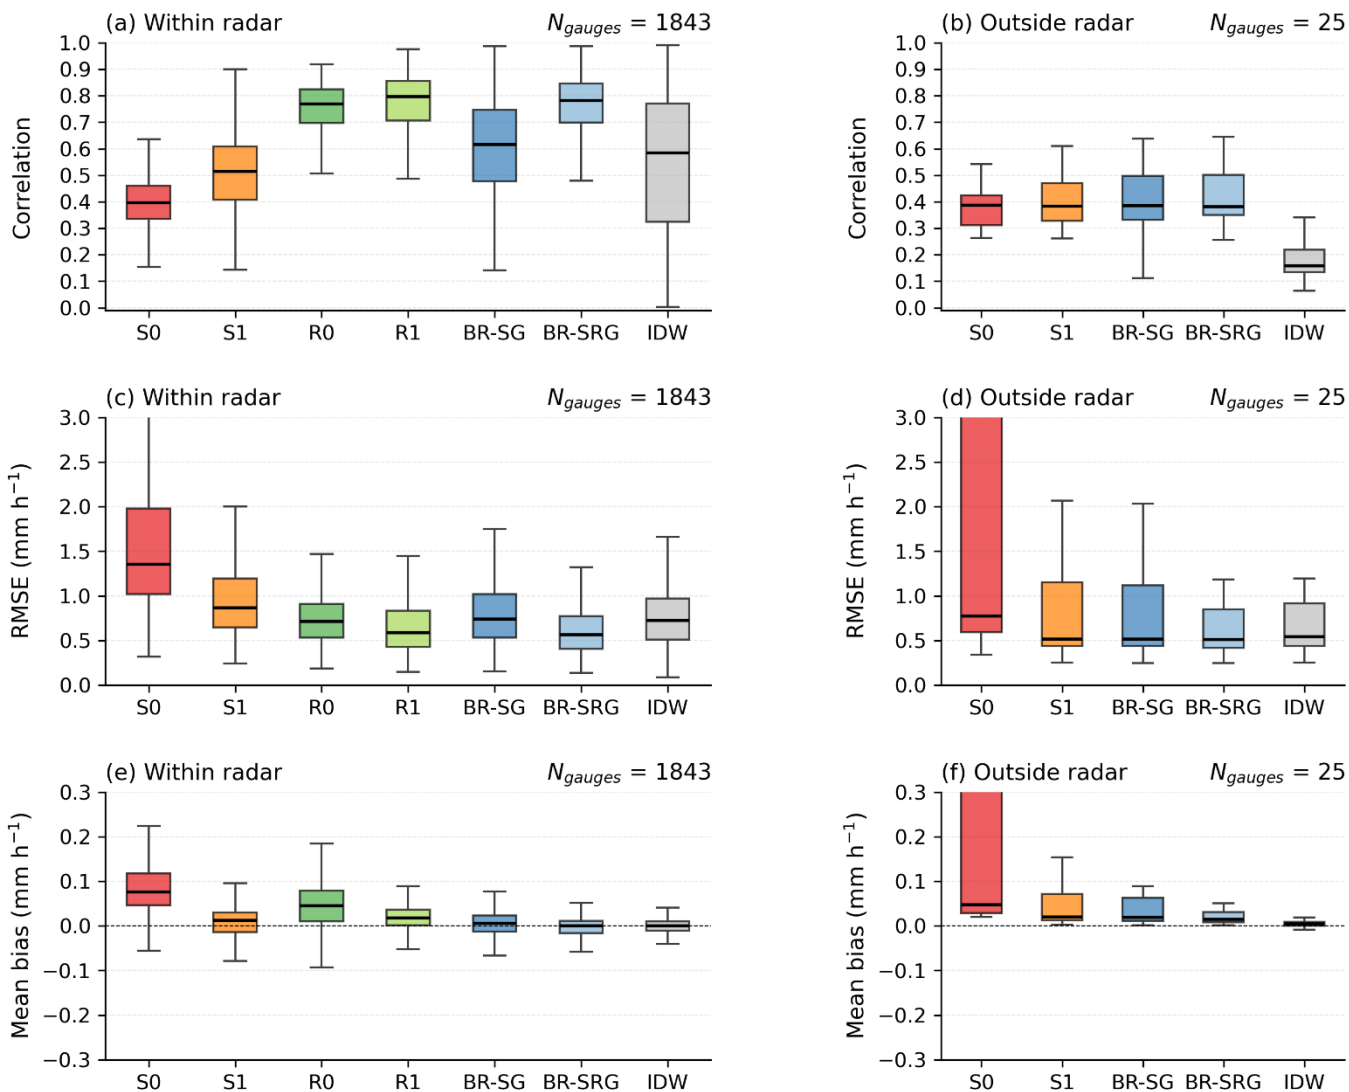 (a) Within radar N_gauges = 1843
Correlation
1.0
0.9
0.8
0.7
0.6
0.5
0.4
0.3
0.2
0.1
0.0
S0 S1 R0 R1 BR-SG BR-SRG IDW
(b) Outside radar N_gauges = 25
Correlation
1.0
0.9
0.8
0.7
0.6
0.5
0.4
0.3
0.2
0.1
0.0
S0 S1 BR-SG BR-SRG IDW
(c) Within radar N_gauges = 1843
RMSE (mm h⁻¹)
3.0
2.5
2.0
1.5
1.0
0.5
0.0
S0 S1 R0 R1 BR-SG BR-SRG IDW
(d) Outside radar N_gauges = 25
RMSE (mm h⁻¹)
3.0
2.5
2.0
1.5
1.0
0.5
0.0
S0 S1 BR-SG BR-SRG IDW
(e) Within radar N_gauges = 1843
Mean bias (mm h⁻¹)
0.3
0.2
0.1
0.0
−0.1
−0.2
−0.3
S0 S1 R0 R1 BR-SG BR-SRG IDW
(f) Outside radar N_gauges = 25
Mean bias (mm h⁻¹)
0.3
0.2
0.1
0.0
−0.1
−0.2
−0.3
S0 S1 BR-SG BR-SRG IDW